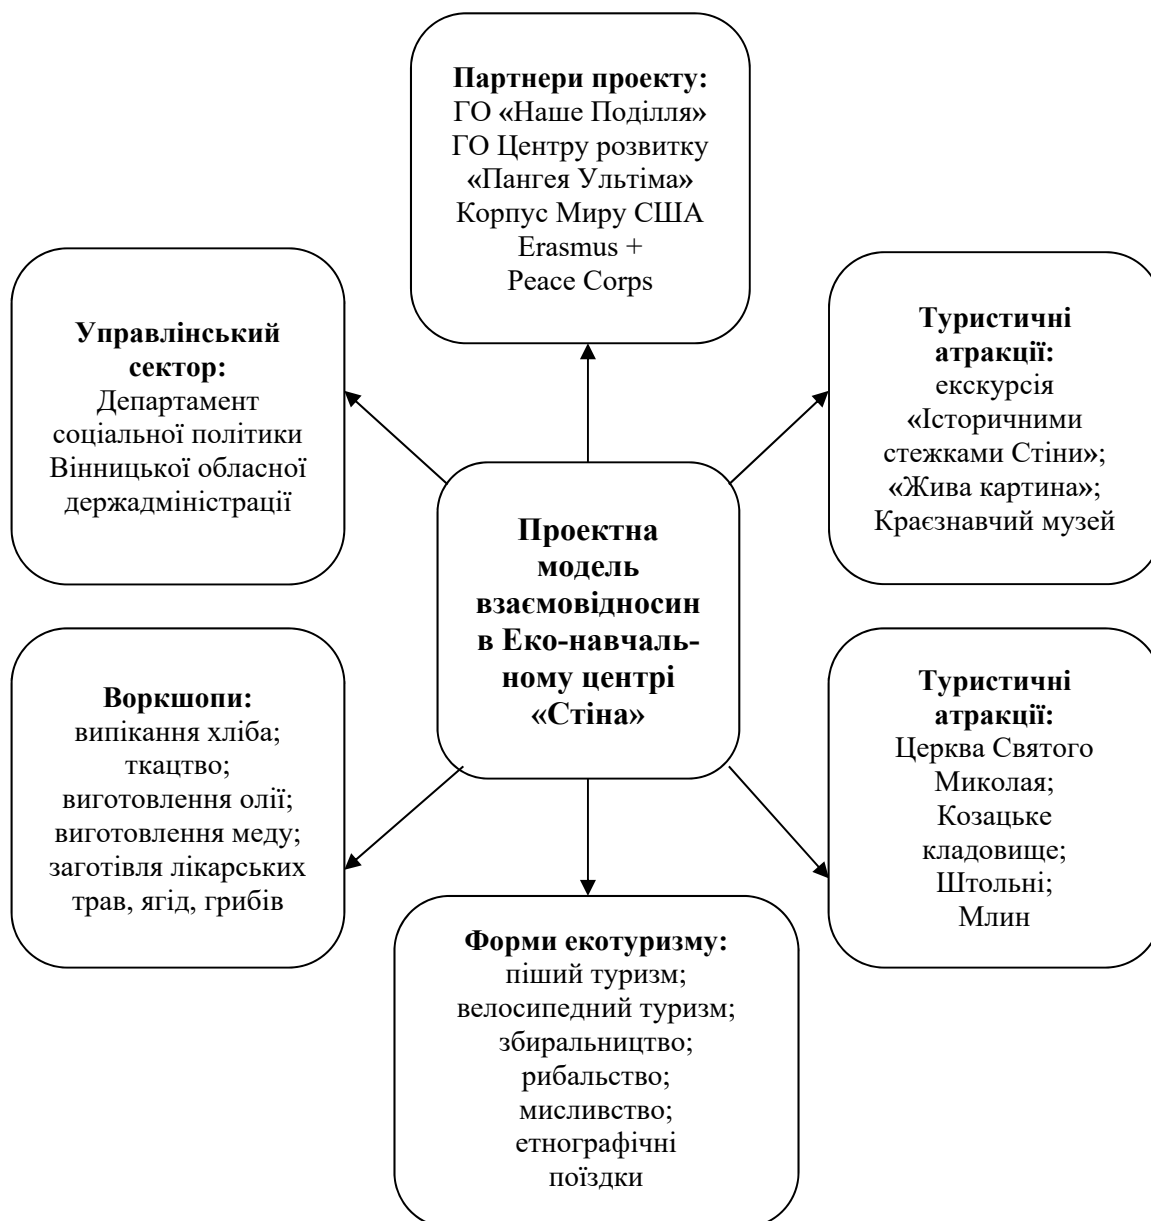 Партнери проекту:
ГО «Наше Поділля»
ГО Центру розвитку
«Пангея Ультіма»
Корпус Миру США
Erasmus +
Peace Corps
Управлінський
сектор:
Департамент
соціальної політики
Вінницької обласної
держадміністрації
Туристичні
атракції:
екскурсія
«Історичними
стежками Стіни»;
«Жива картина»;
Краєзнавчий музей
Проектна
модель
взаємовідносин
в Еко-навчаль-
ному центрі
«Стіна»
Воркшопи:
випікання хліба;
ткацтво;
виготовлення олії;
виготовлення меду;
заготівля лікарських
трав, ягід, грибів
Туристичні
атракції:
Церква Святого
Миколая;
Козацьке
кладовище;
Штольні;
Млин
Форми екотуризму:
піший туризм;
велосипедний туризм;
збиральництво;
рибальство;
мисливство;
етнографічні
поїздки